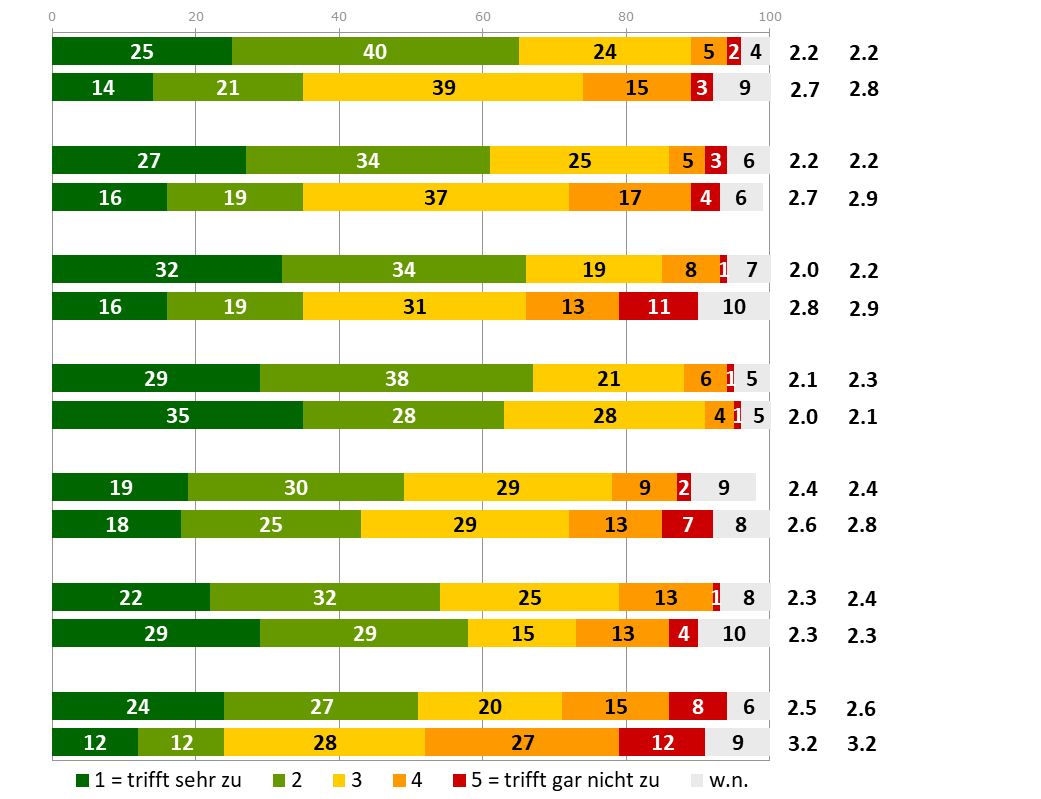 0 20 40 60 80 100
25 40 24 5 2 4 2.2 2.2
14 21 39 15 3 9 2.7 2.8
27 34 25 5 3 6 2.2 2.2
16 19 37 17 4 6 2.7 2.9
32 34 19 8 1 7 2.0 2.2
16 19 31 13 11 10 2.8 2.9
29 38 21 6 1 5 2.1 2.3
35 28 28 4 1 5 2.0 2.1
19 30 29 9 2 9 2.4 2.4
18 25 29 13 7 8 2.6 2.8
22 32 25 13 1 8 2.3 2.4
29 29 15 13 4 10 2.3 2.3
24 27 20 15 8 6 2.5 2.6
12 12 28 27 12 9 3.2 3.2
1 = trifft sehr zu 2 3 4 5 = trifft gar nicht zu w.n.